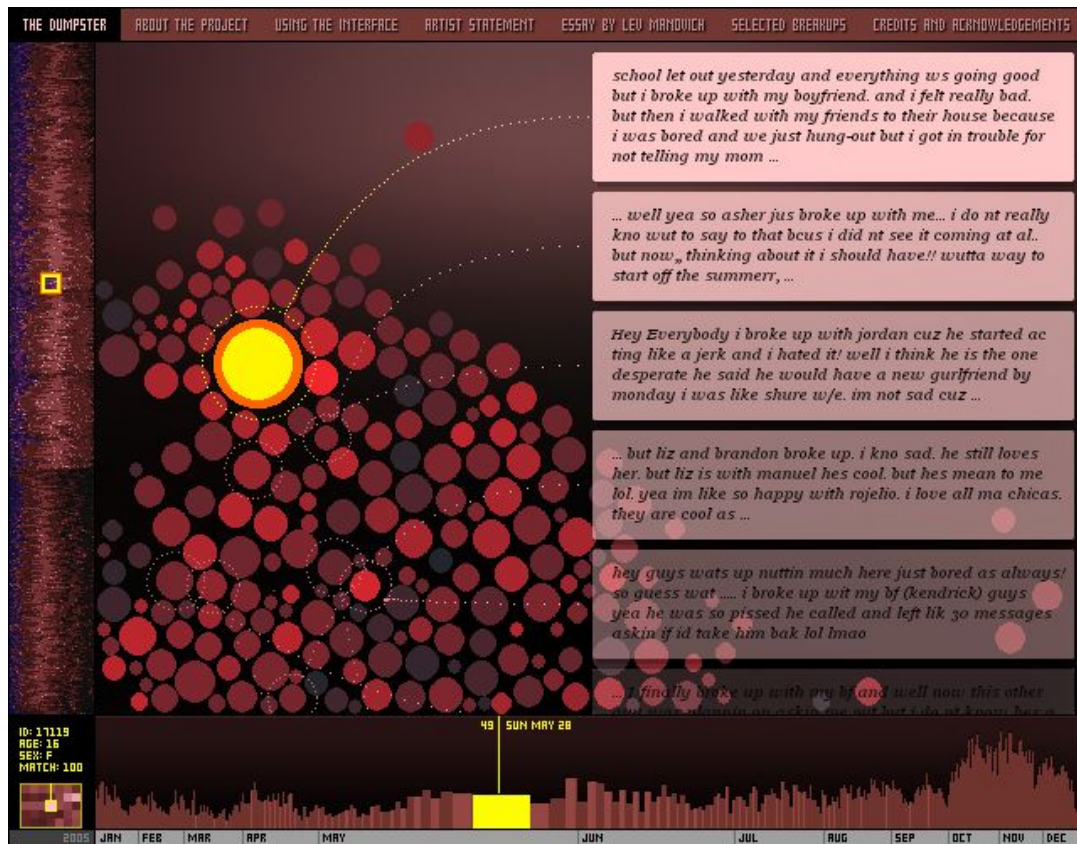 THE DUMPSTER ABOUT THE PROJECT USING THE INTERFACE ARTIST STATEMENT ESSAY BY LEV MANOVICH SELECTED BREAKUPS CREDITS AND ACKNOWLEDGEMENTS
school let out yesterday and everything ws going good
but i broke up with my boyfriend. and i felt really bad.
but then i walked with my friends to their house because
i was bored and we just hung-out but i got in trouble for
not telling my mom ...
... well yea so asher jus broke up with me... i do nt really
kno wut to say to that bcus i did nt see it coming at al..
but now,, thinking about it i should have!! wutta way to
start off the summerr, ...
Hey Everybody i broke up with jordan cuz he started ac
ting like a jerk and i hated it! well i think he is the one
desperate he said he would have a new gurlfriend by
monday i was like shure w/e. im not sad cuz ...
... but liz and brandon broke up. i kno sad. he still loves
her. but liz is with manuel hes cool. but hes mean to me
lol. yea im like so happy with rojelio. i love all ma chicas.
they are cool as ...
hey guys wats up nuttin much here just bored as always!
so guess wat ..... i broke up wit my bf (kendrick) guys
yea he was so pissed he called and left lik 30 messages
askin if id take him bak lol lmao
... I finally broke up with my bf and well now this other
49 SUN MAY 28
ID: 17119
AGE: 16
SEX: F
MATCH: 100
2005 JAN FEB MAR APR MAY JUN JUL AUG SEP OCT NOV DEC